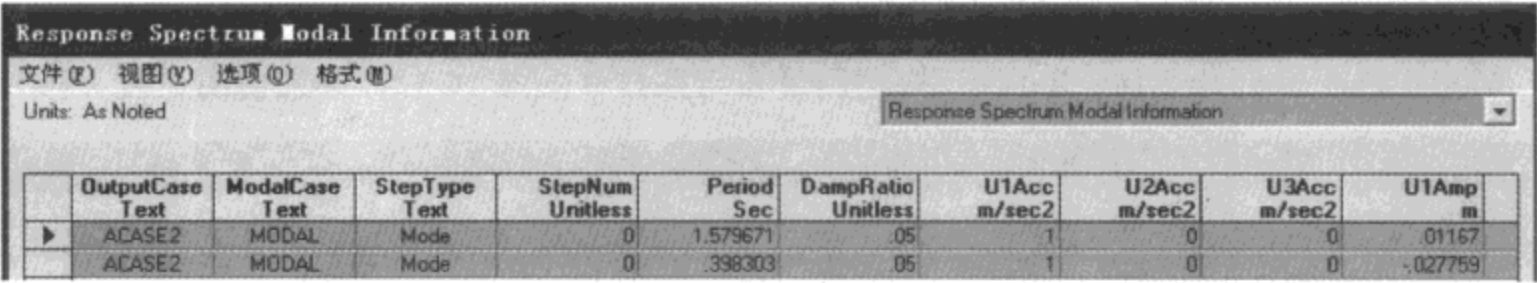 Response Spectrum Modal Information
文件(F) 视图(V) 选项(O) 格式(M)
Units: As Noted
Response Spectrum Modal Information
OutputCase ModalCase StepType StepNum Period DampRatio U1Acc U2Acc U3Acc U1Amp
Text Text Text Unitless Sec Unitless m/sec2 m/sec2 m/sec2 m
ACASE2 MODAL Mode 0 1.579671 .05 1 0 0 .01167
ACASE2 MODAL Mode 0 .398303 .05 1 0 0 -.027759